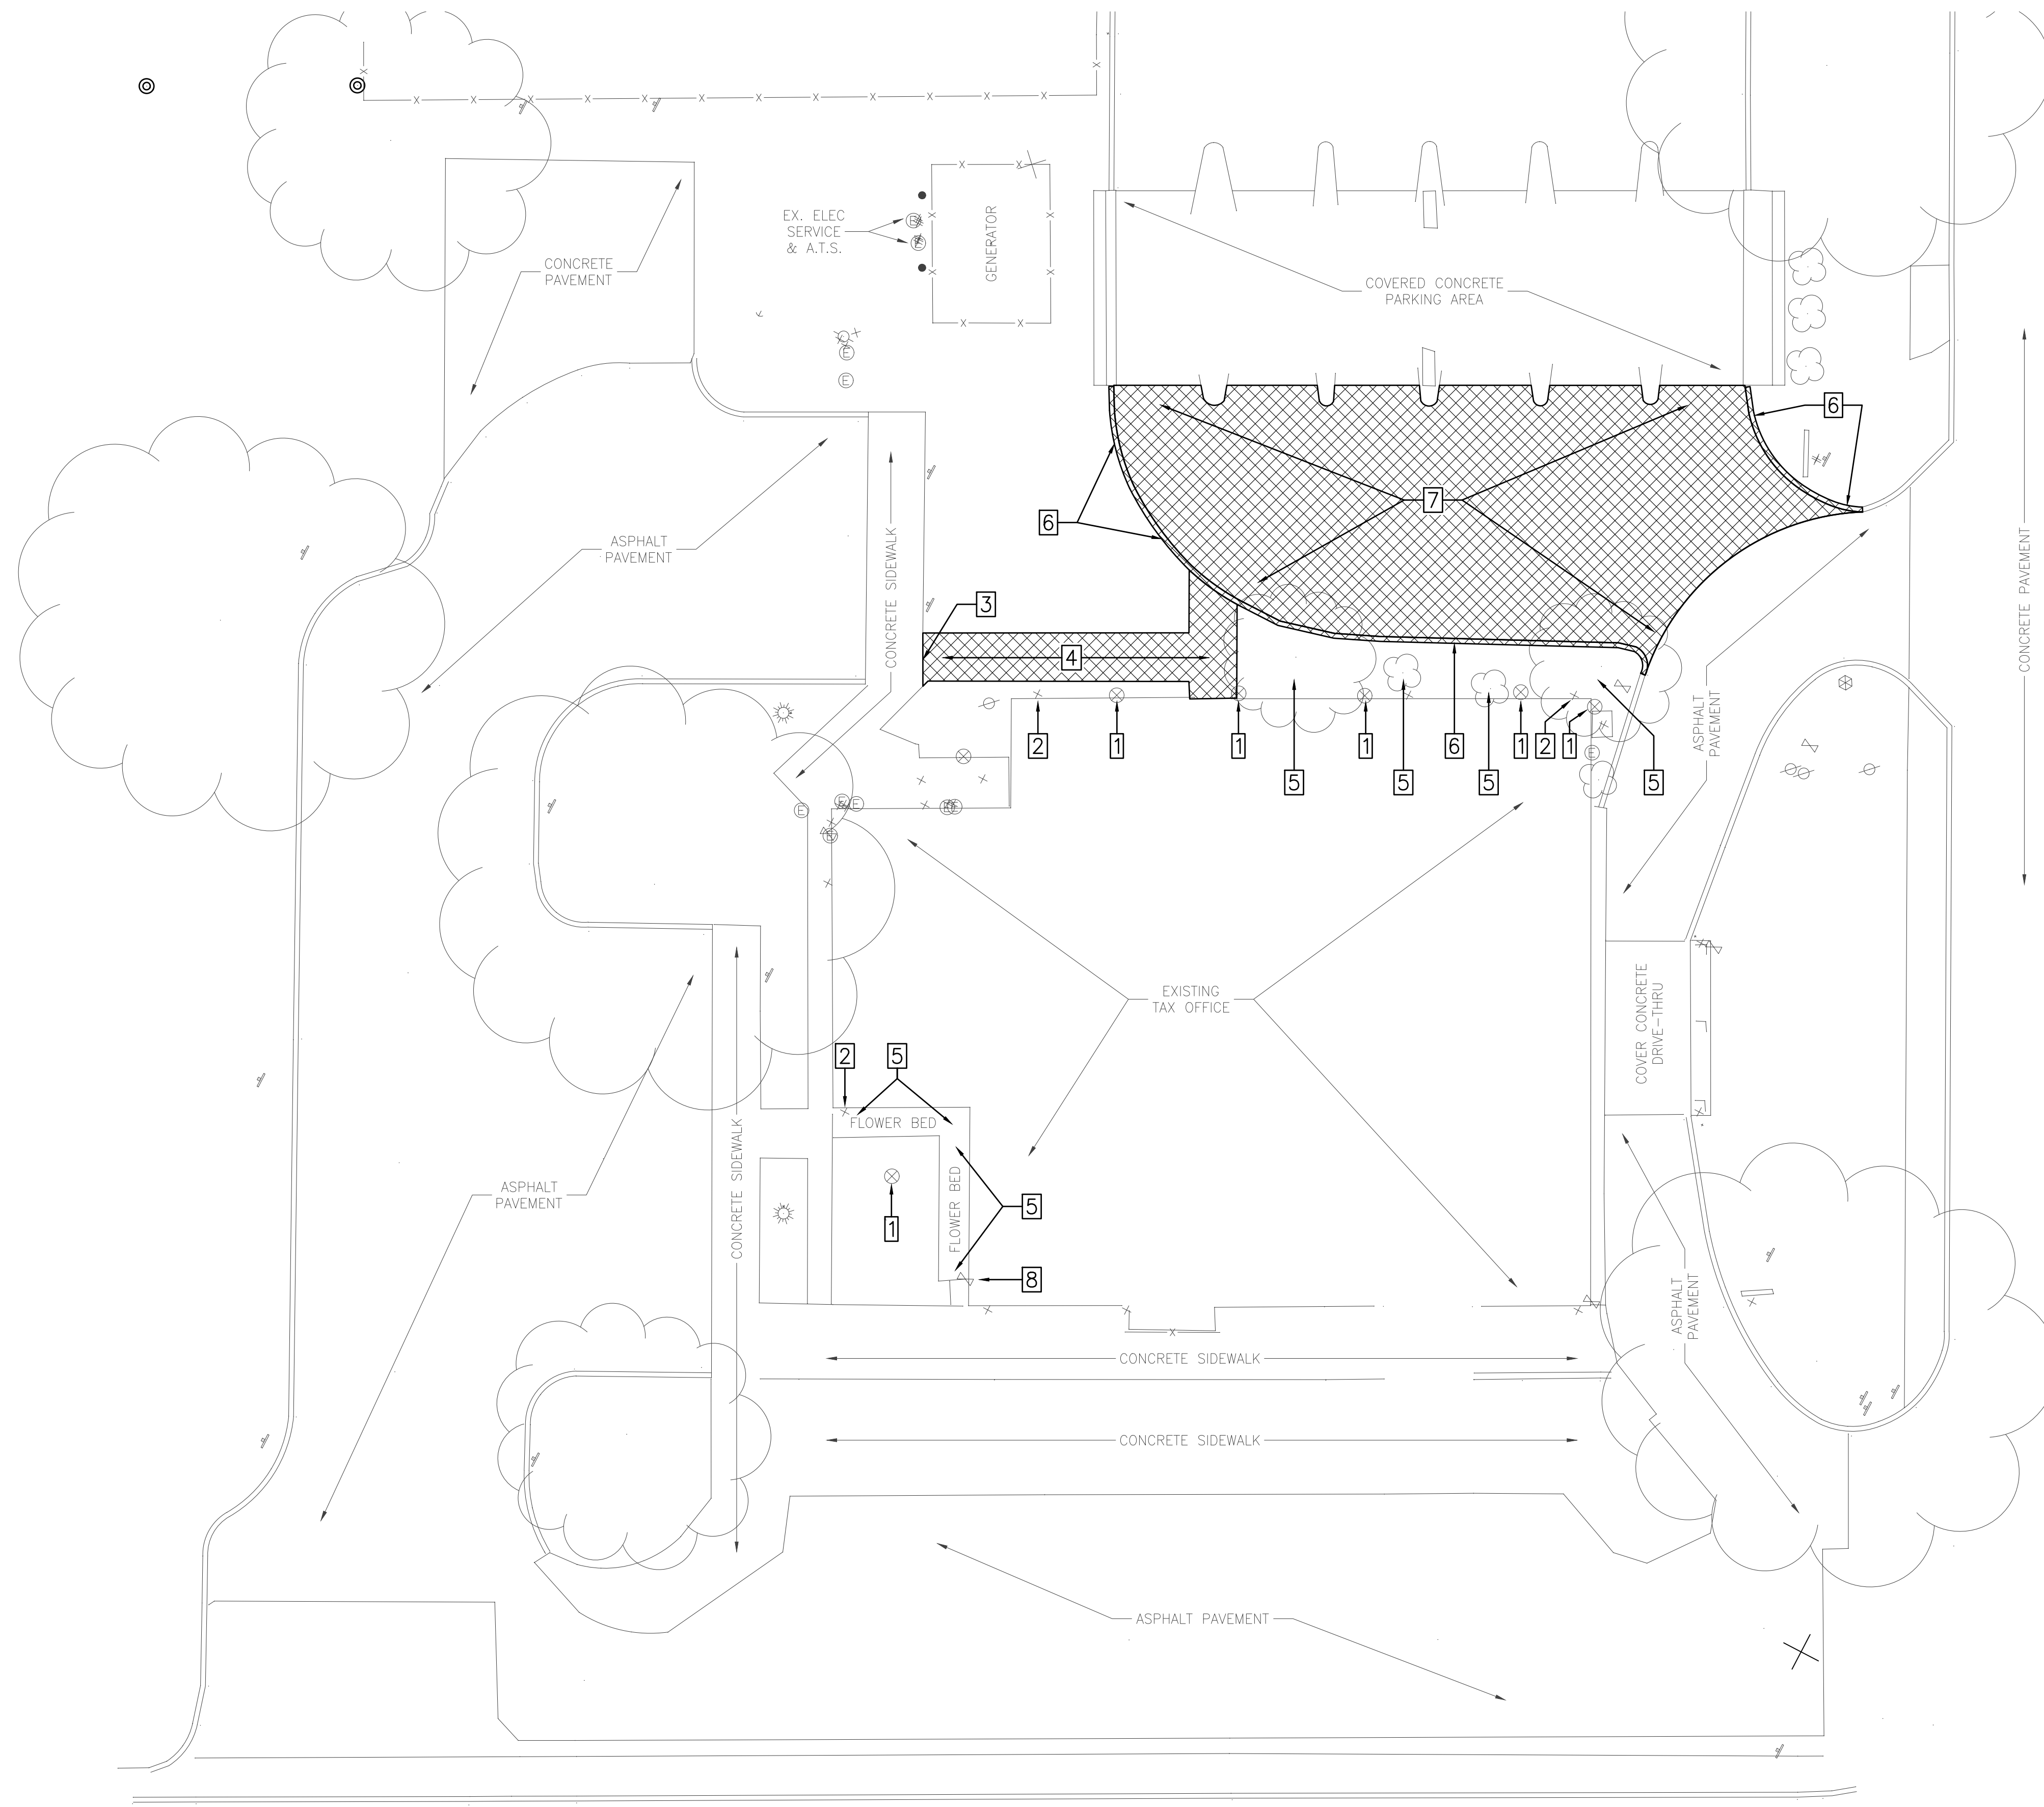 EX. ELEC
SERVICE
& A.T.S.
GENERATOR
CONCRETE
PAVEMENT
COVERED CONCRETE
PARKING AREA
6
7
6
ASPHALT
PAVEMENT
CONCRETE SIDEWALK
CONCRETE PAVEMENT
3
4
ASPHALT
PAVEMENT
2
1
1
1
6
1
2
1
5
5
5
5
E
E
E
E
E
E
E
EXISTING
TAX OFFICE
COVER CONCRETE
DRIVE-THRU
2
5
FLOWER BED
FLOWER BED
5
1
8
ASPHALT
PAVEMENT
CONCRETE SIDEWALK
ASPHALT
PAVEMENT
CONCRETE SIDEWALK
CONCRETE SIDEWALK
ASPHALT PAVEMENT